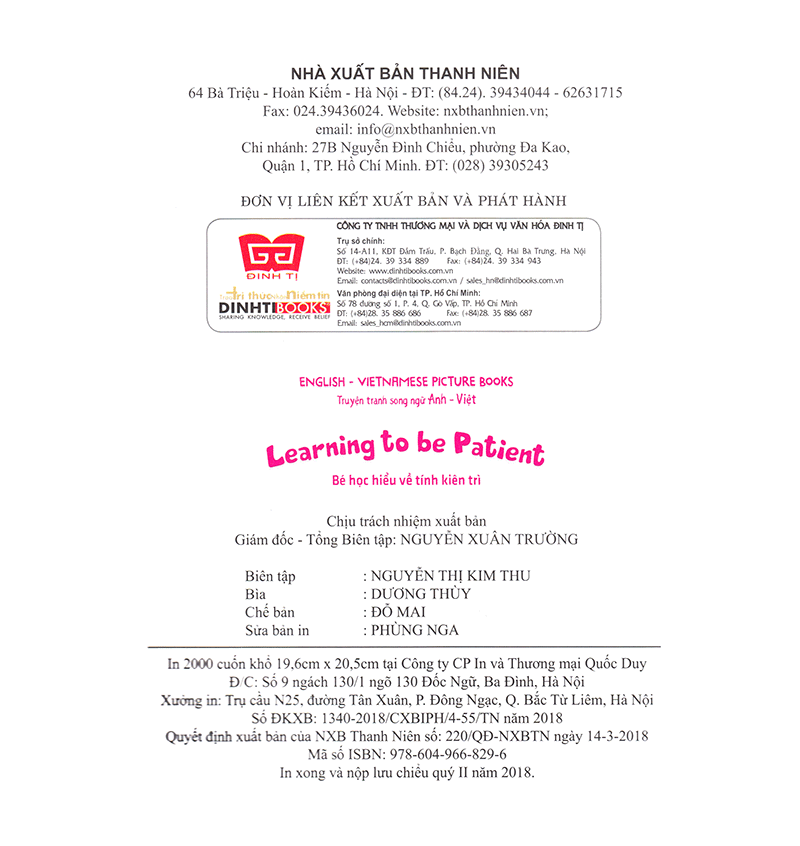 NHÀ XUẤT BẢN THANH NIÊN
64 Bà Triệu - Hoàn Kiếm - Hà Nội - ĐT: (84.24). 39434044 - 62631715
Fax: 024.39436024. Website: nxbthanhnien.vn;
email: info@nxbthanhnien.vn
Chi nhánh: 27B Nguyễn Đình Chiểu, phường Đa Kao,
Quận 1, TP. Hồ Chí Minh. ĐT: (028) 39305243
ĐƠN VỊ LIÊN KẾT XUẤT BẢN VÀ PHÁT HÀNH
CÔNG TY TNHH THƯƠNG MẠI VÀ DỊCH VỤ VĂN HÓA ĐINH TỊ
Trụ sở chính:
Số 14-A11, KĐT Đầm Trấu, P. Bạch Đằng, Q. Hai Bà Trưng, Hà Nội
ĐT: (+84)24. 39 334 889 Fax: (+84)24. 39 334 943
Website: www.dinhtibooks.com.vn
Email: contacts@dinhtibooks.com.vn / sales_hn@dinhtibooks.com.vn
Văn phòng đại diện tại TP. Hồ Chí Minh:
Số 78 đường số 1, P. 4, Q. Gò Vấp, TP. Hồ Chí Minh
ĐT: (+84)28. 35 886 686 Fax: (+84)28. 35 886 687
Email: sales_hcm@dinhtibooks.com.vn
ĐINH TỊ
tri thức niềm tin
DINHTIBOOKS
SHARING KNOWLEDGE, RECEIVE BELIEF
ENGLISH - VIETNAMESE PICTURE BOOKS
Truyện tranh song ngữ Anh - Việt
Learning to be Patient
Bé học hiểu về tính kiên trì
Chịu trách nhiệm xuất bản
Giám đốc - Tổng Biên tập: NGUYỄN XUÂN TRƯỜNG
Biên tập : NGUYỄN THỊ KIM THU
Bìa : DƯƠNG THÙY
Chế bản : ĐỖ MAI
Sửa bản in : PHÙNG NGA
In 2000 cuốn khổ 19,6cm x 20,5cm tại Công ty CP In và Thương mại Quốc Duy
Đ/C: Số 9 ngách 130/1 ngõ 130 Đốc Ngữ, Ba Đình, Hà Nội
Xưởng in: Trụ cầu N25, đường Tân Xuân, P. Đông Ngạc, Q. Bắc Từ Liêm, Hà Nội
Số ĐKXB: 1340-2018/CXBIPH/4-55/TN năm 2018
Quyết định xuất bản của NXB Thanh Niên số: 220/QĐ-NXBTN ngày 14-3-2018
Mã số ISBN: 978-604-966-829-6
In xong và nộp lưu chiểu quý II năm 2018.